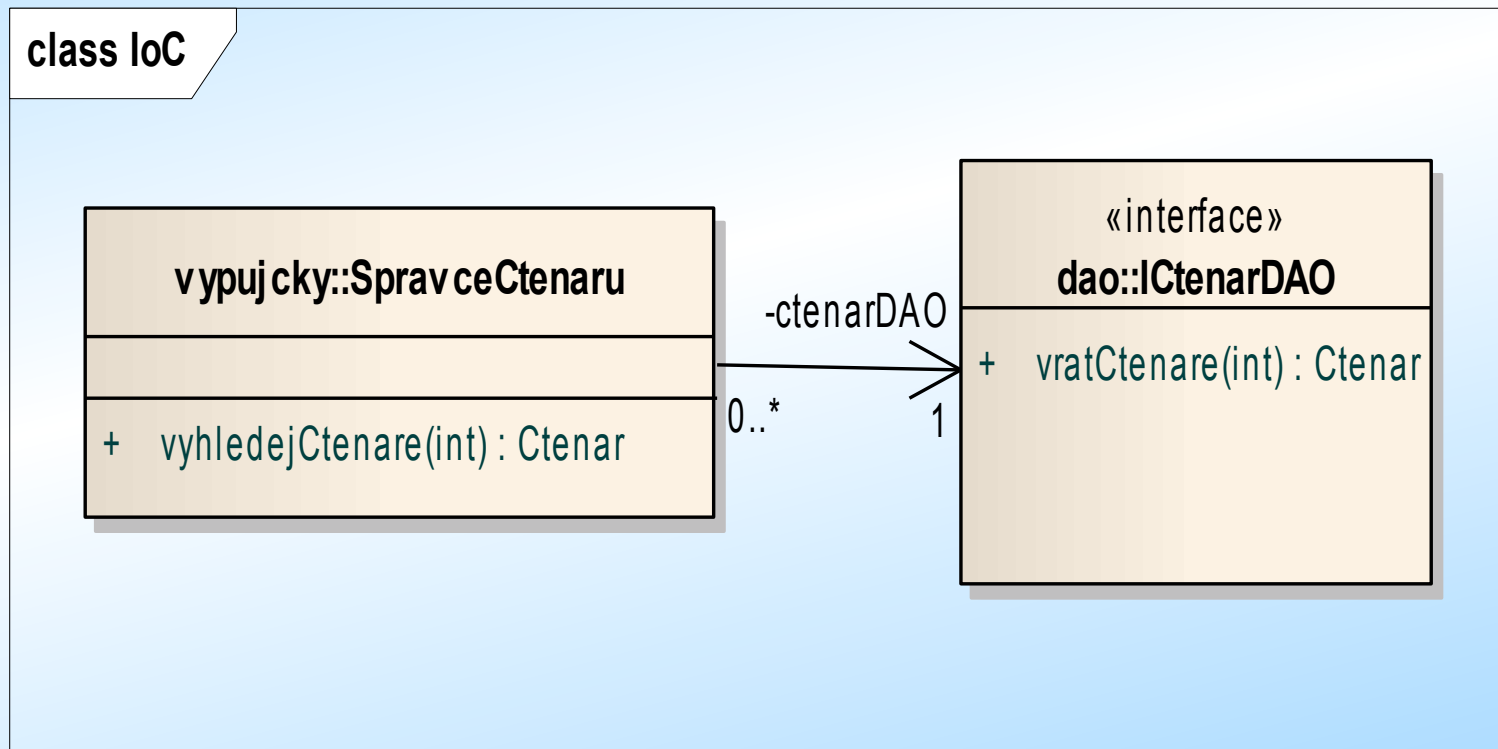 class IoC
vypujcky::SpravceCtenaru
+ vyhledejCtenare(int) : Ctenar
-ctenarDAO
0..*
1
«interface»
dao::ICtenarDAO
+ vratCtenare(int) : Ctenar